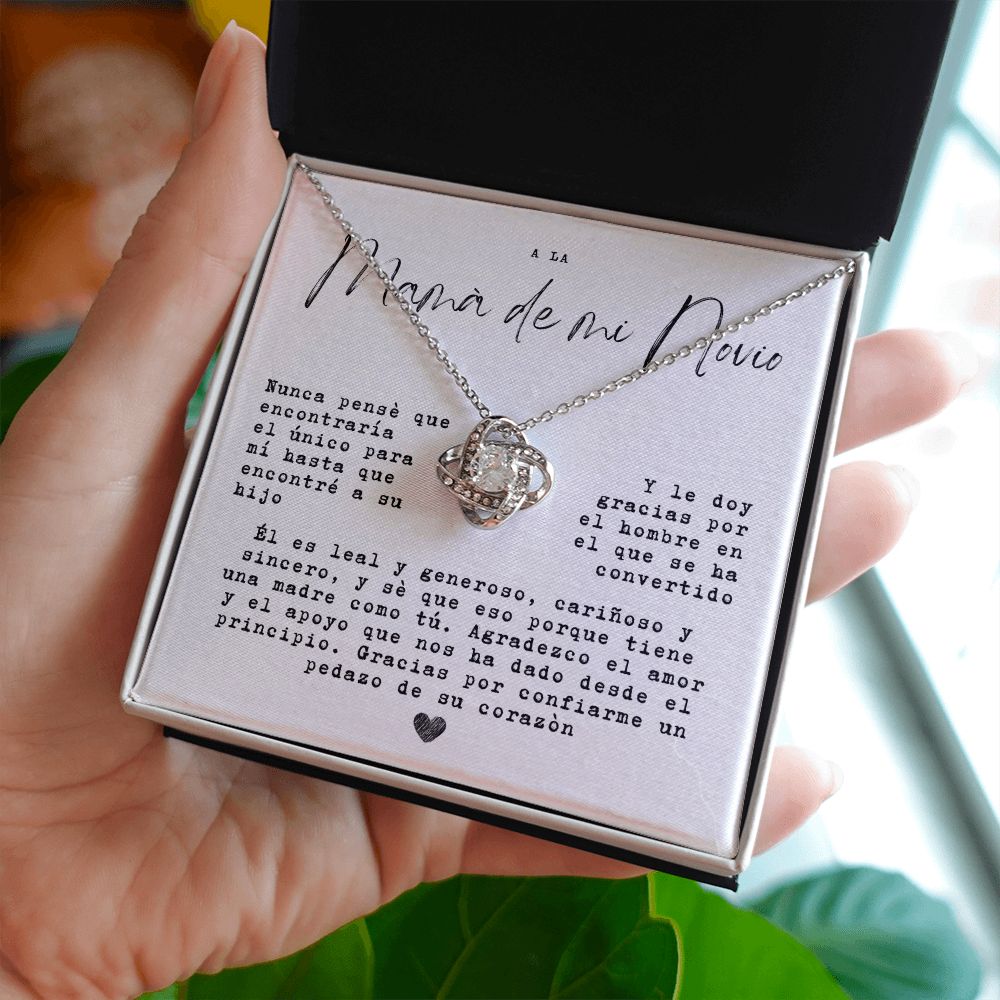 A LA
Mamà de mi Novio
Nunca pensè que
encontraría
el único para
mí hasta que
encontré a su
hijo
Y le doy
gracias por
el hombre en
el que se ha
convertido
Él es leal y generoso, cariñoso y
sincero, y sè que eso porque tiene
una madre como tú. Agradezco el amor
y el apoyo que nos ha dado desde el
principio. Gracias por confiarme un
pedazo de su corazòn